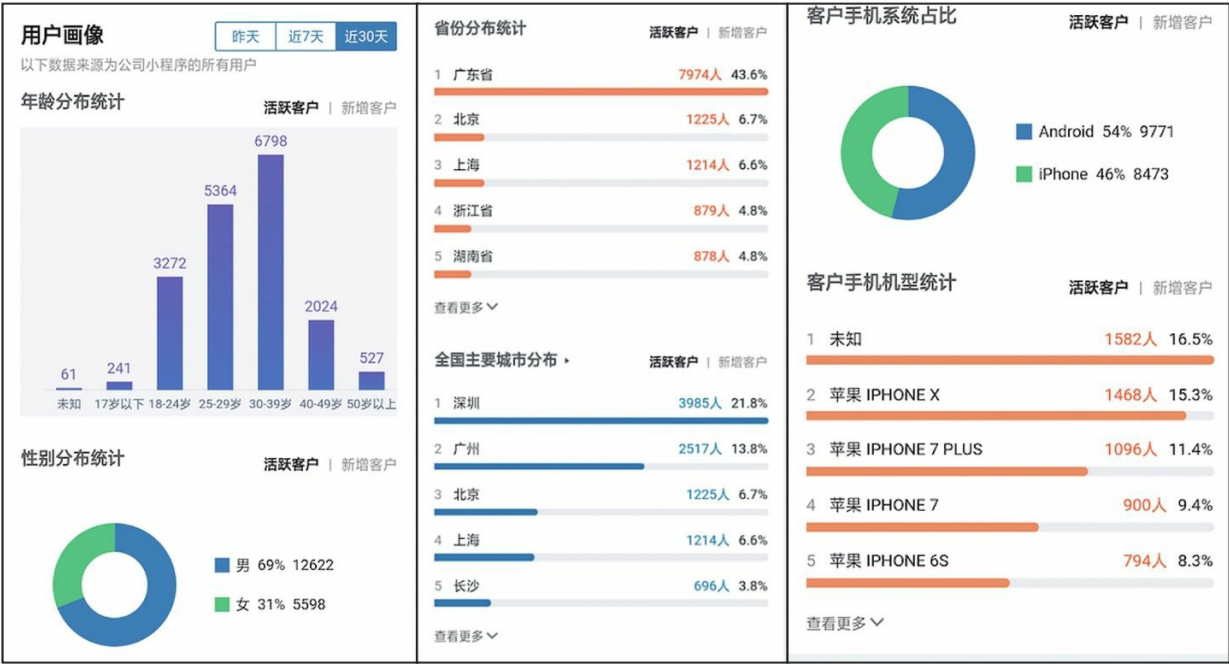 用户画像
昨天 近7天 近30天
以下数据来源为公司小程序的所有用户
年龄分布统计
活跃客户 | 新增客户
6798
5364
3272
2024
527
241
61
未知 17岁以下 18-24岁 25-29岁 30-39岁 40-49岁 50岁以上
性别分布统计
活跃客户 | 新增客户
男 69% 12622
女 31% 5598
省份分布统计
活跃客户 | 新增客户
1 广东省 7974人 43.6%
2 北京 1225人 6.7%
3 上海 1214人 6.6%
4 浙江省 879人 4.8%
5 湖南省 878人 4.8%
查看更多
全国主要城市分布
活跃客户 | 新增客户
1 深圳 3985人 21.8%
2 广州 2517人 13.8%
3 北京 1225人 6.7%
4 上海 1214人 6.6%
5 长沙 696人 3.8%
查看更多
客户手机系统占比
活跃客户 | 新增客户
Android 54% 9771
iPhone 46% 8473
客户手机机型统计
活跃客户 | 新增客户
1 未知 1582人 16.5%
2 苹果 IPHONE X 1468人 15.3%
3 苹果 IPHONE 7 PLUS 1096人 11.4%
4 苹果 IPHONE 7 900人 9.4%
5 苹果 IPHONE 6S 794人 8.3%
查看更多